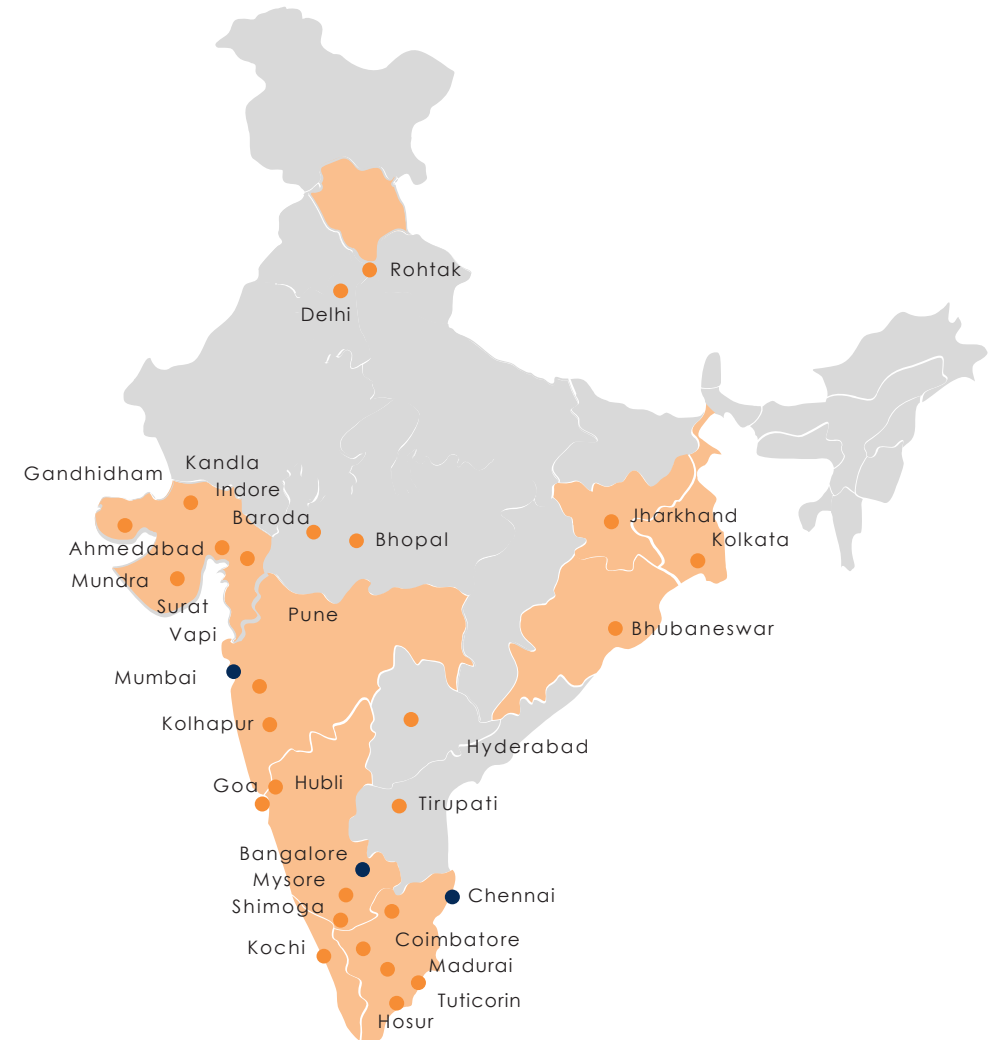 Rohtak
Delhi
Kandla
Gandhidham
Indore
Baroda
Jharkhand
Bhopal
Kolkata
Ahmedabad
Mundra
Surat
Pune
Bhubaneswar
Vapi
Mumbai
Kolhapur
Hyderabad
Goa
Hubli
Tirupati
Bangalore
Mysore
Chennai
Shimoga
Coimbatore
Kochi
Madurai
Tuticorin
Hosur